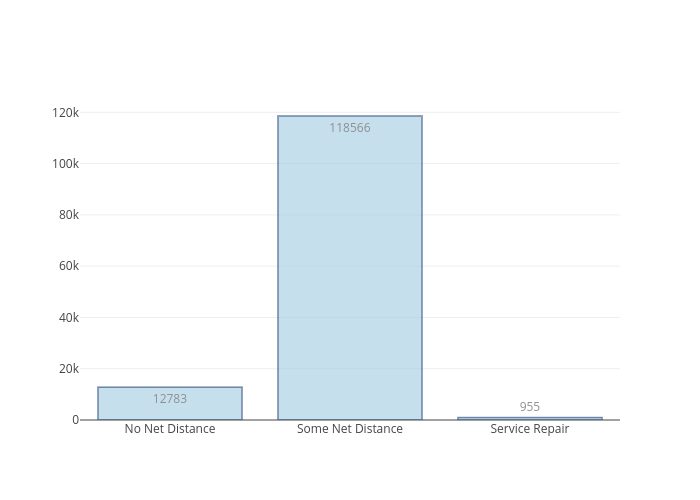 120k
118566
100k
80k
60k
40k
20k
12783
955
0
No Net Distance
Some Net Distance
Service Repair